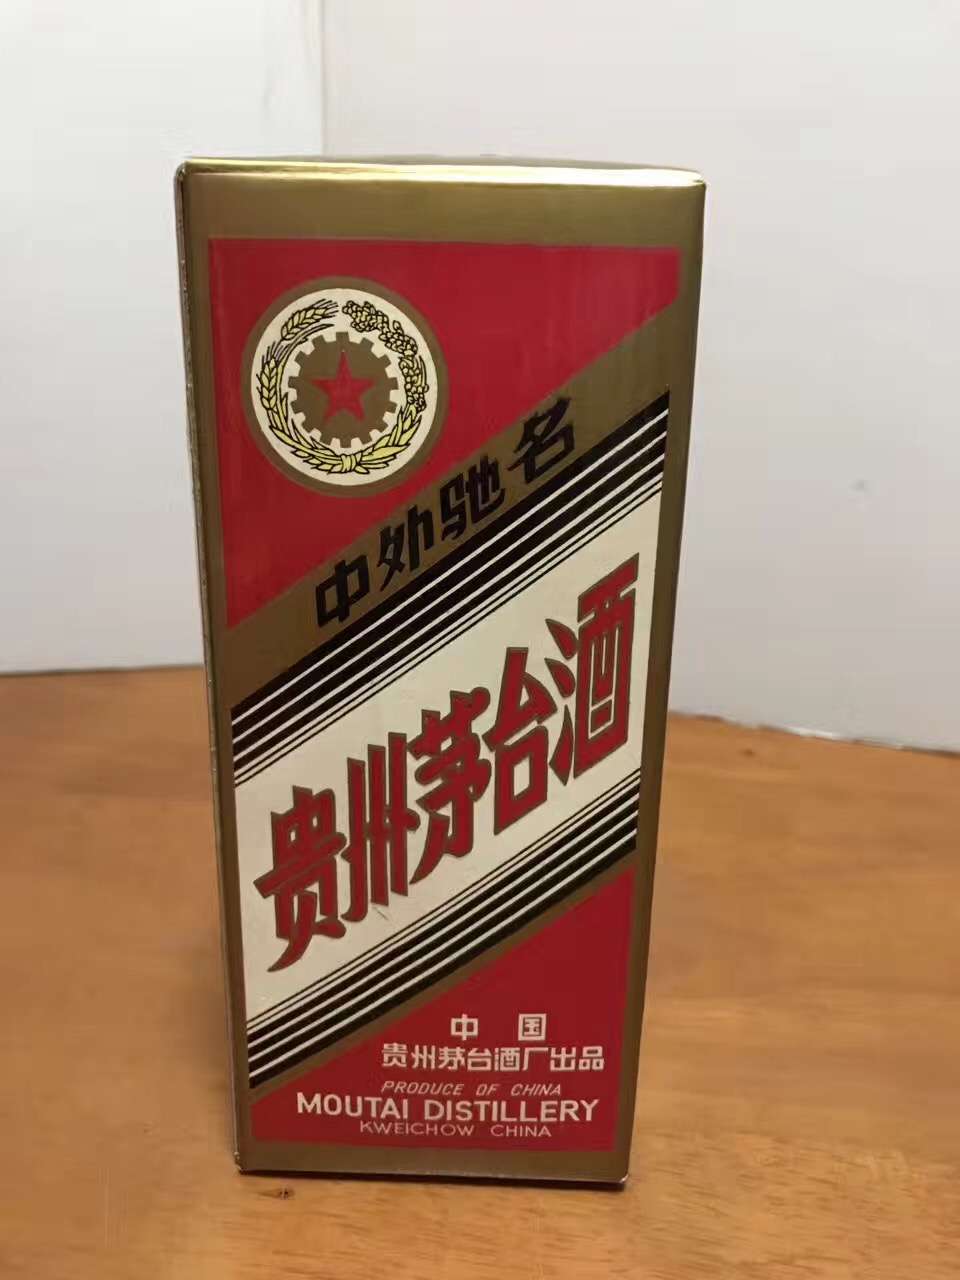 中外驰名
贵州茅台酒
中国
贵州茅台酒厂出品
PRODUCE OF CHINA
MOUTAI DISTILLERY
KWEICHOW CHINA